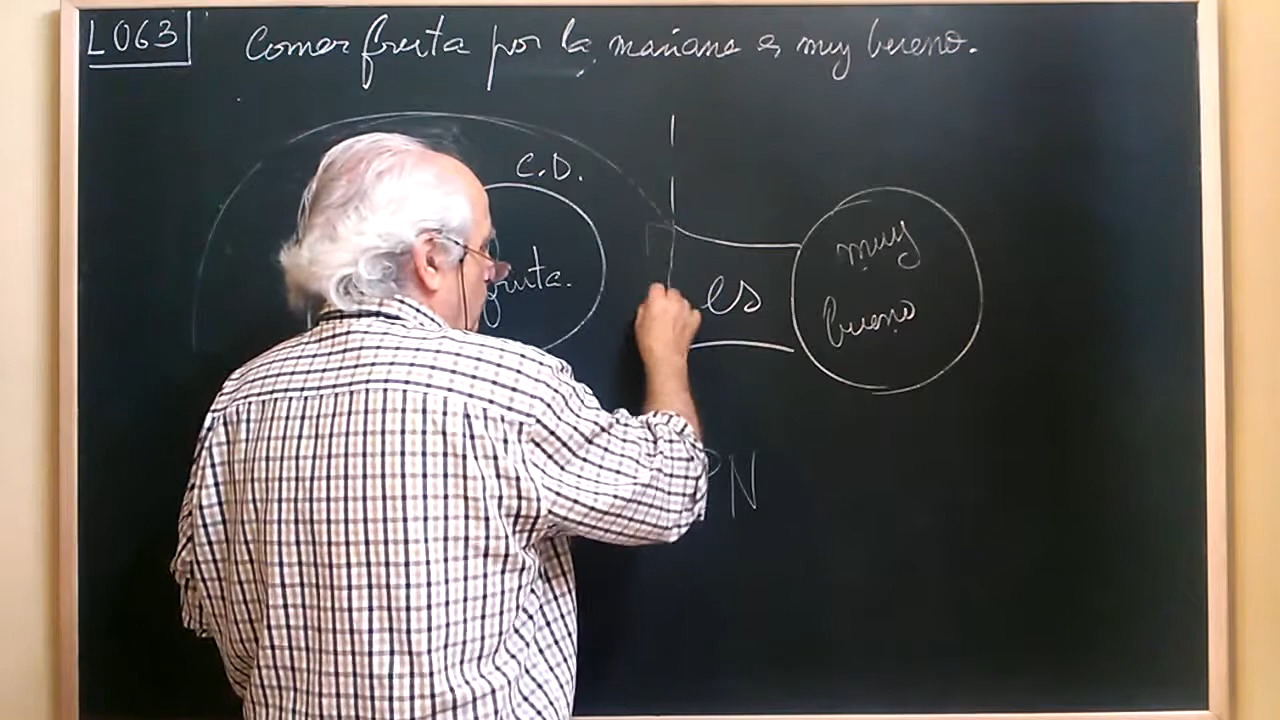 L063
Comer fruta por la mañana es muy bueno.
C.D.
fruta.
es
muy
bueno
PN